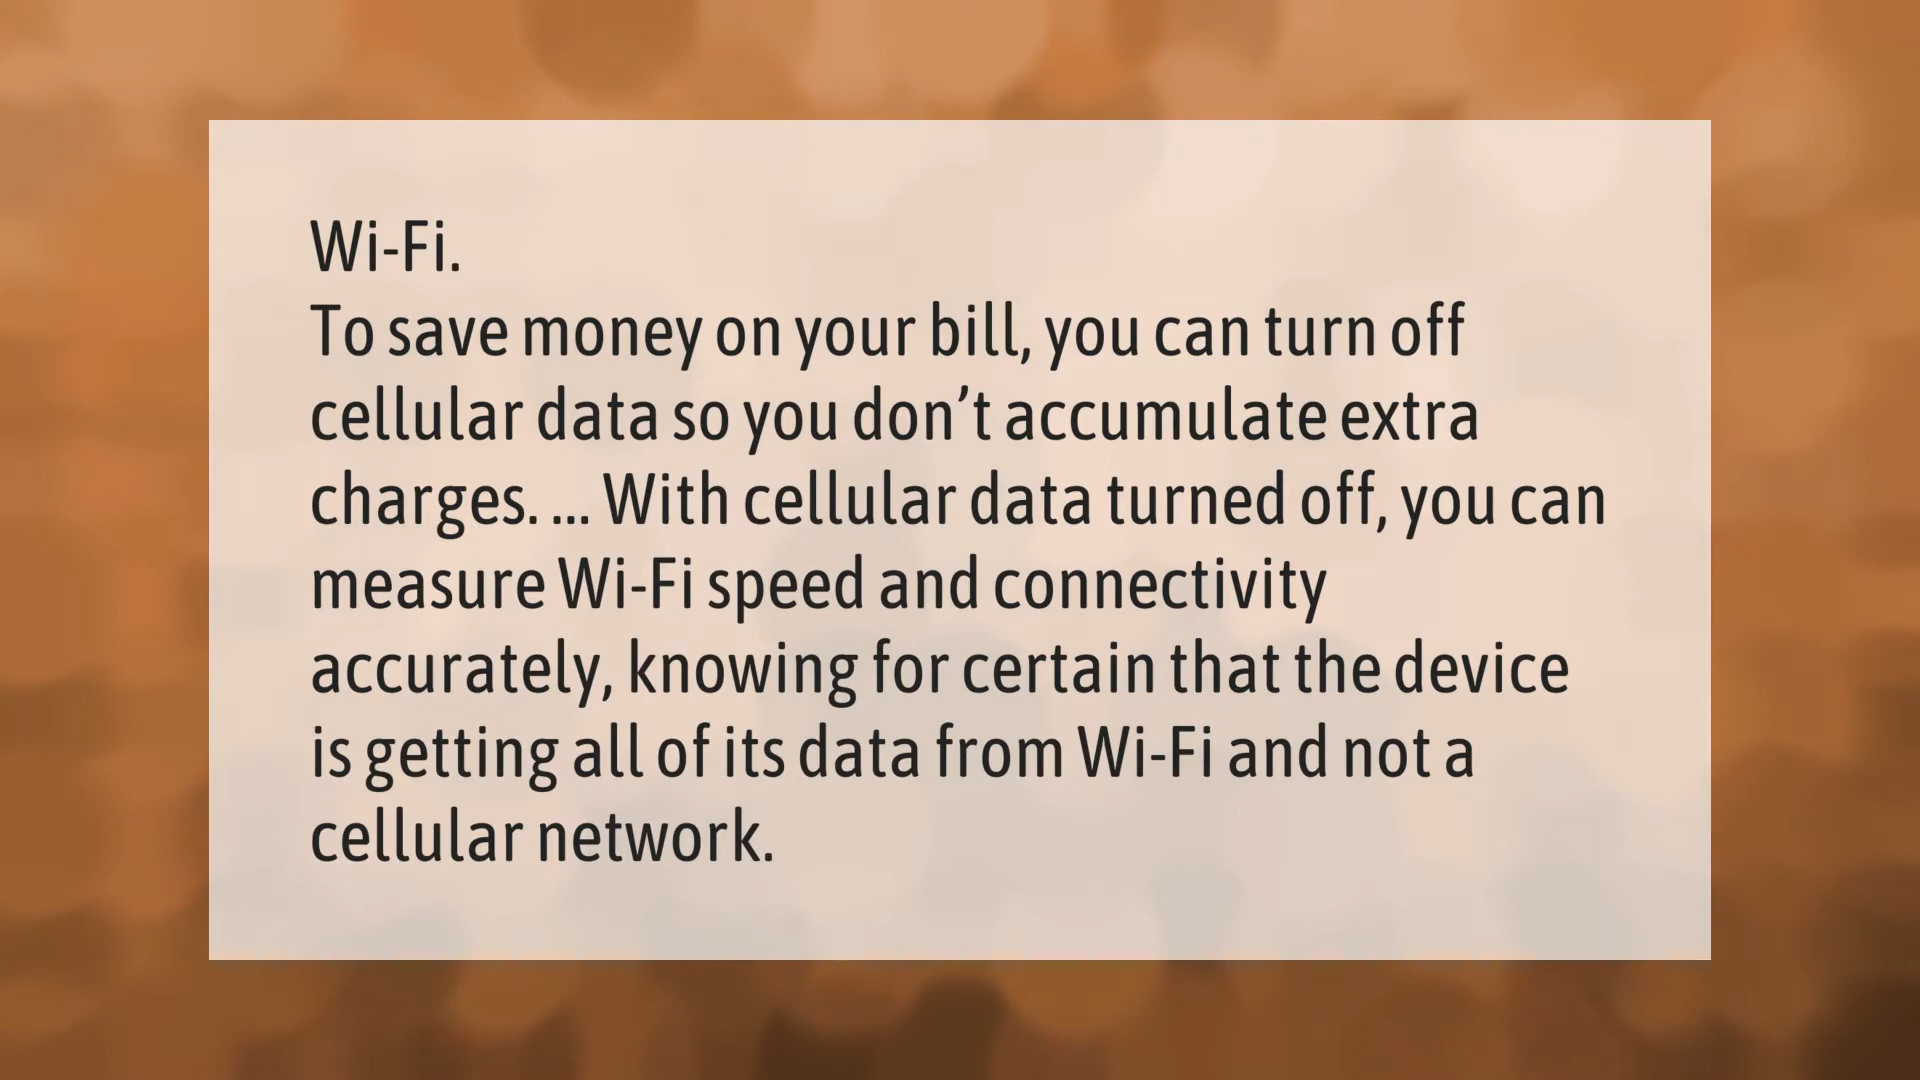 Wi-Fi.
To save money on your bill, you can turn off
cellular data so you don’t accumulate extra
charges. ... With cellular data turned off, you can
measure Wi-Fi speed and connectivity
accurately, knowing for certain that the device
is getting all of its data from Wi-Fi and not a
cellular network.